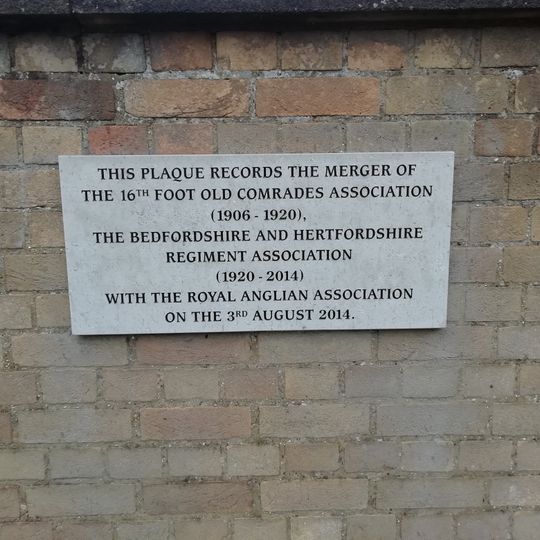 THIS PLAQUE RECORDS THE MERGER OF
THE 16TH FOOT OLD COMRADES ASSOCIATION
(1906 - 1920),
THE BEDFORDSHIRE AND HERTFORDSHIRE
REGIMENT ASSOCIATION
(1920 - 2014)
WITH THE ROYAL ANGLIAN ASSOCIATION
ON THE 3RD AUGUST 2014.